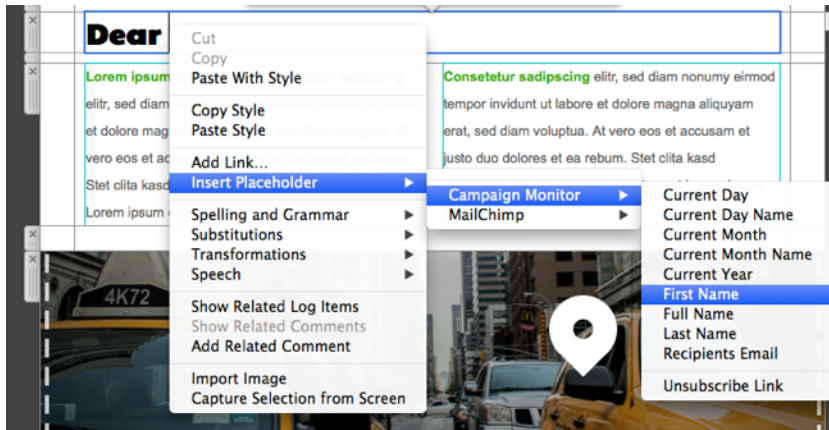 Dear
Lorem ipsum
elitr, sed diam
et dolore mag
vero eos et ac
Stet clita kasd
Lorem ipsum
Consetetur sadipscing elitr, sed diam nonumy eirmod
tempor invidunt ut labore et dolore magna aliquyam
erat, sed diam voluptua. At vero eos et accusam et
justo duo dolores et ea rebum. Stet clita kasd
Cut
Copy
Paste With Style
Copy Style
Paste Style
Add Link...
Insert Placeholder
Spelling and Grammar
Substitutions
Transformations
Speech
Show Related Log Items
Show Related Comments
Add Related Comment
Import Image
Capture Selection from Screen
Campaign Monitor
MailChimp
Current Day
Current Day Name
Current Month
Current Month Name
Current Year
First Name
Full Name
Last Name
Recipients Email
Unsubscribe Link
4K72